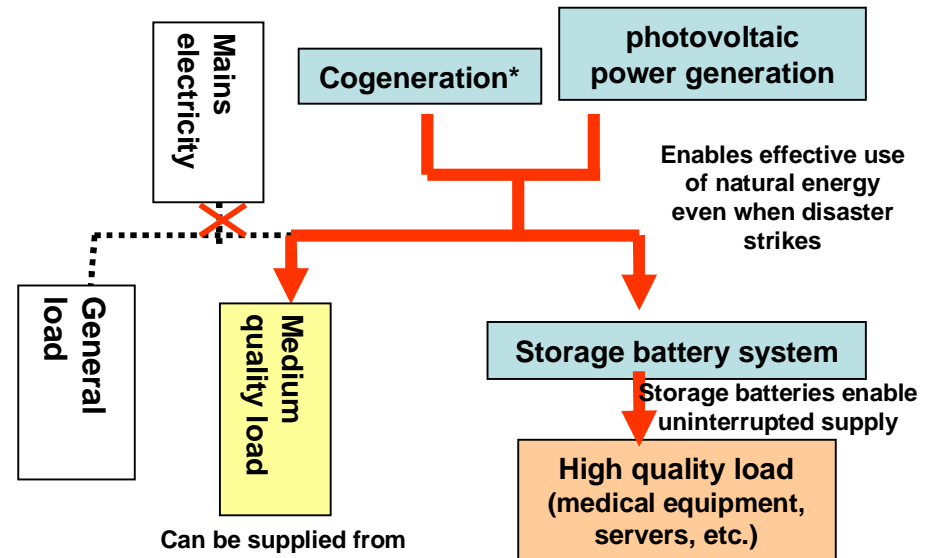 Mains
electricity
Cogeneration*
photovoltaic
power generation
Enables effective use
of natural energy
even when disaster
strikes
General
load
Medium
quality load
Storage battery system
Storage batteries enable
uninterrupted supply
High quality load
(medical equipment,
servers, etc.)
Can be supplied from